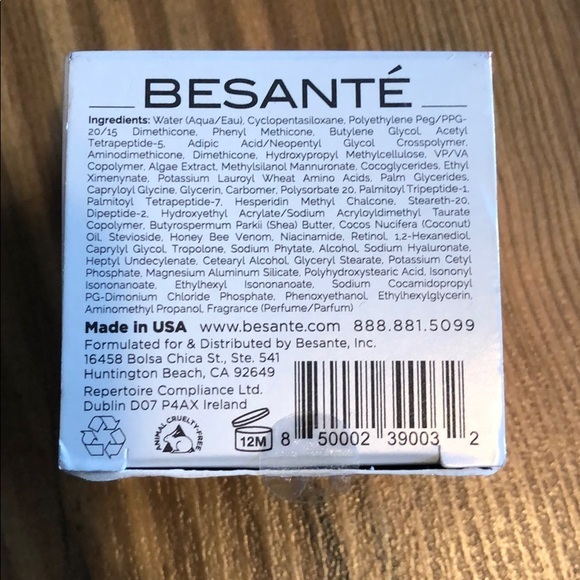 BESANTÉ
Ingredients: Water (Aqua/Eau), Cyclopentasiloxane, Polyethylene Peg/PPG-
20/15 Dimethicone, Phenyl Methicone, Butylene Glycol, Acetyl
Tetrapeptide-5, Adipic Acid/Neopentyl Glycol Crosspolymer,
Aminodimethicone, Dimethicone, Hydroxypropyl Methylcellulose, VP/VA
Copolymer, Algae Extract, Methylsilanol Mannuronate, Cocoglycerides, Ethyl
Ximenynate, Potassium Lauroyl Wheat Amino Acids, Palm Glycerides,
Capryloyl Glycine, Glycerin, Carbomer, Polysorbate 20, Palmitoyl Tripeptide-1,
Palmitoyl Tetrapeptide-7, Hesperidin Methyl Chalcone, Steareth-20,
Dipeptide-2, Hydroxyethyl Acrylate/Sodium Acryloyldimethyl Taurate
Copolymer, Butyrospermum Parkii (Shea) Butter, Cocos Nucifera (Coconut)
Oil, Stevioside, Honey Bee Venom, Niacinamide, Retinol, 1,2-Hexanediol,
Caprylyl Glycol, Tropolone, Sodium Phytate, Alcohol, Sodium Hyaluronate,
Heptyl Undecylenate, Cetearyl Alcohol, Glyceryl Stearate, Potassium Cetyl
Phosphate, Magnesium Aluminum Silicate, Polyhydroxystearic Acid, Isononyl
Isononanoate, Ethylhexyl Isononanoate, Sodium Cocamidopropyl
PG-Dimonium Chloride Phosphate, Phenoxyethanol, Ethylhexylglycerin,
Aminomethyl Propanol, Fragrance (Perfume/Parfum)
Made in USA www.besante.com 888.881.5099
Formulated for & Distributed by Besante, Inc.
16458 Bolsa Chica St., Ste. 541
Huntington Beach, CA 92649
Repertoire Compliance Ltd.
Dublin D07 P4AX Ireland
ANIMAL CRUELTY-FREE
12M
8 50002 39003 2